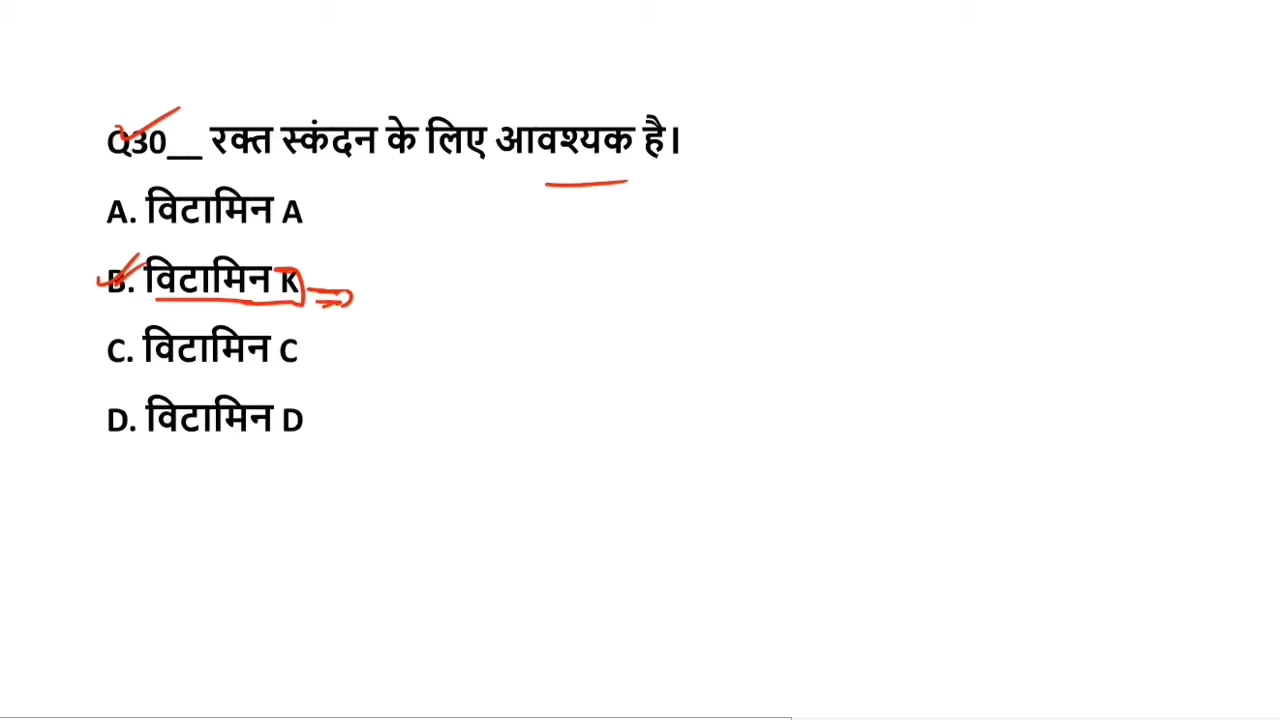 Q30__ रक्त स्कंदन के लिए आवश्यक है।
A. विटामिन A
B. विटामिन K
C. विटामिन C
D. विटामिन D